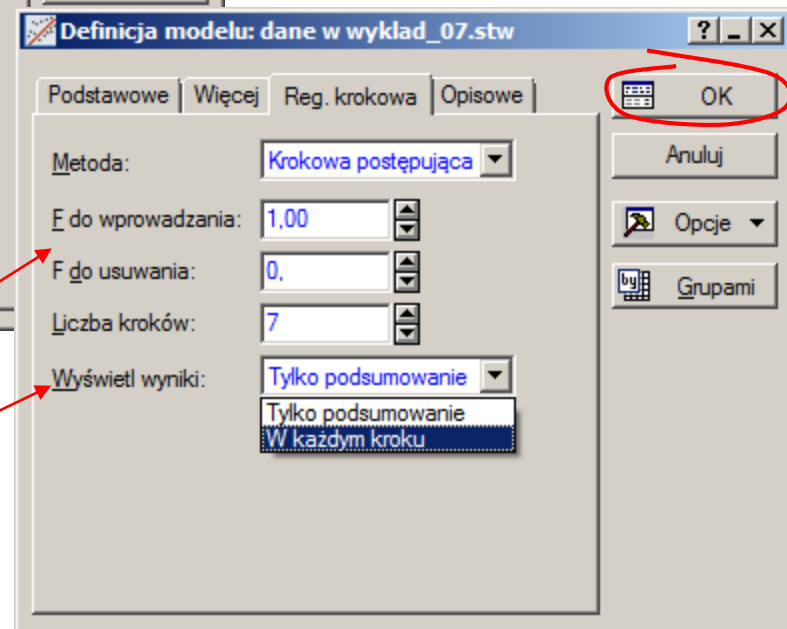 Definicja modelu: dane w wyklad_07.stw
Podstawowe Więcej Reg. krokowa Opisowe
OK
Metoda: Krokowa postępująca
Anuluj
F do wprowadzania: 1,00
Opcje
F do usuwania: 0,
by Grupami
Liczba kroków: 7
Wyświetl wyniki: Tylko podsumowanie
Tylko podsumowanie
W każdym kroku